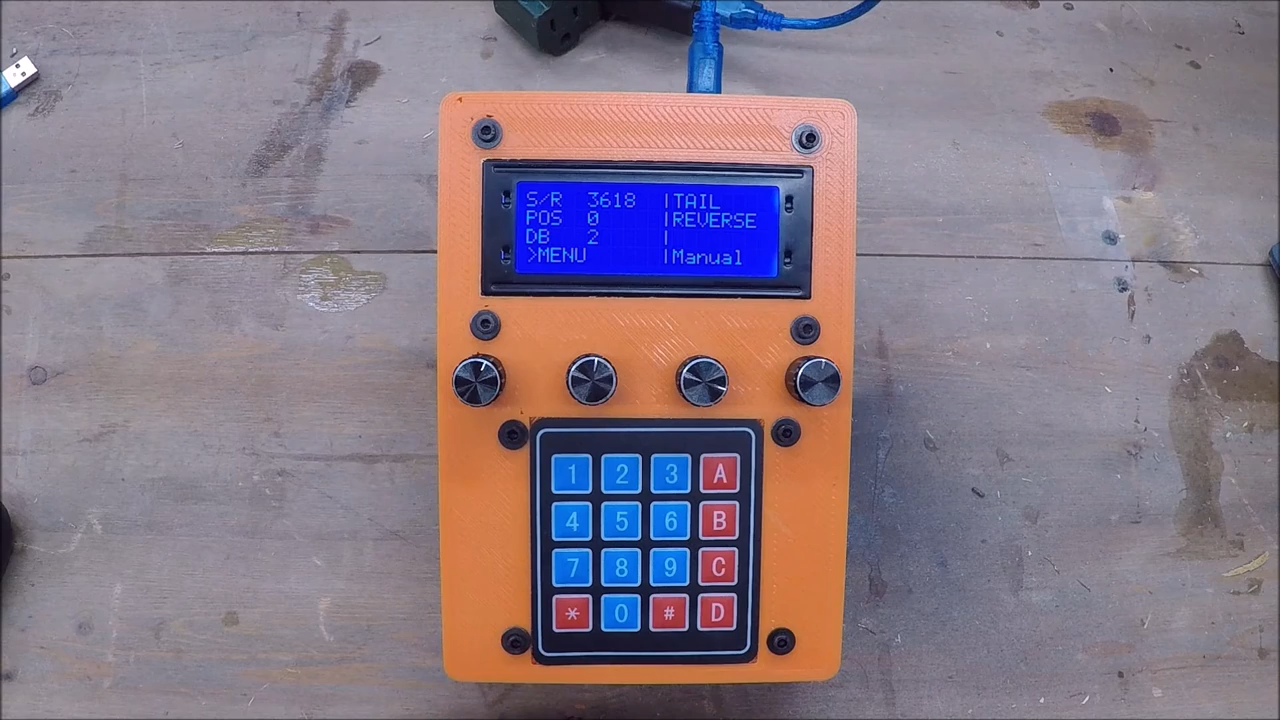 S/R 3618 |TAIL
POS 0 |REVERSE
DB 2 |
>MENU |Manual
1 2 3 A
4 5 6 B
7 8 9 C
* 0 # D